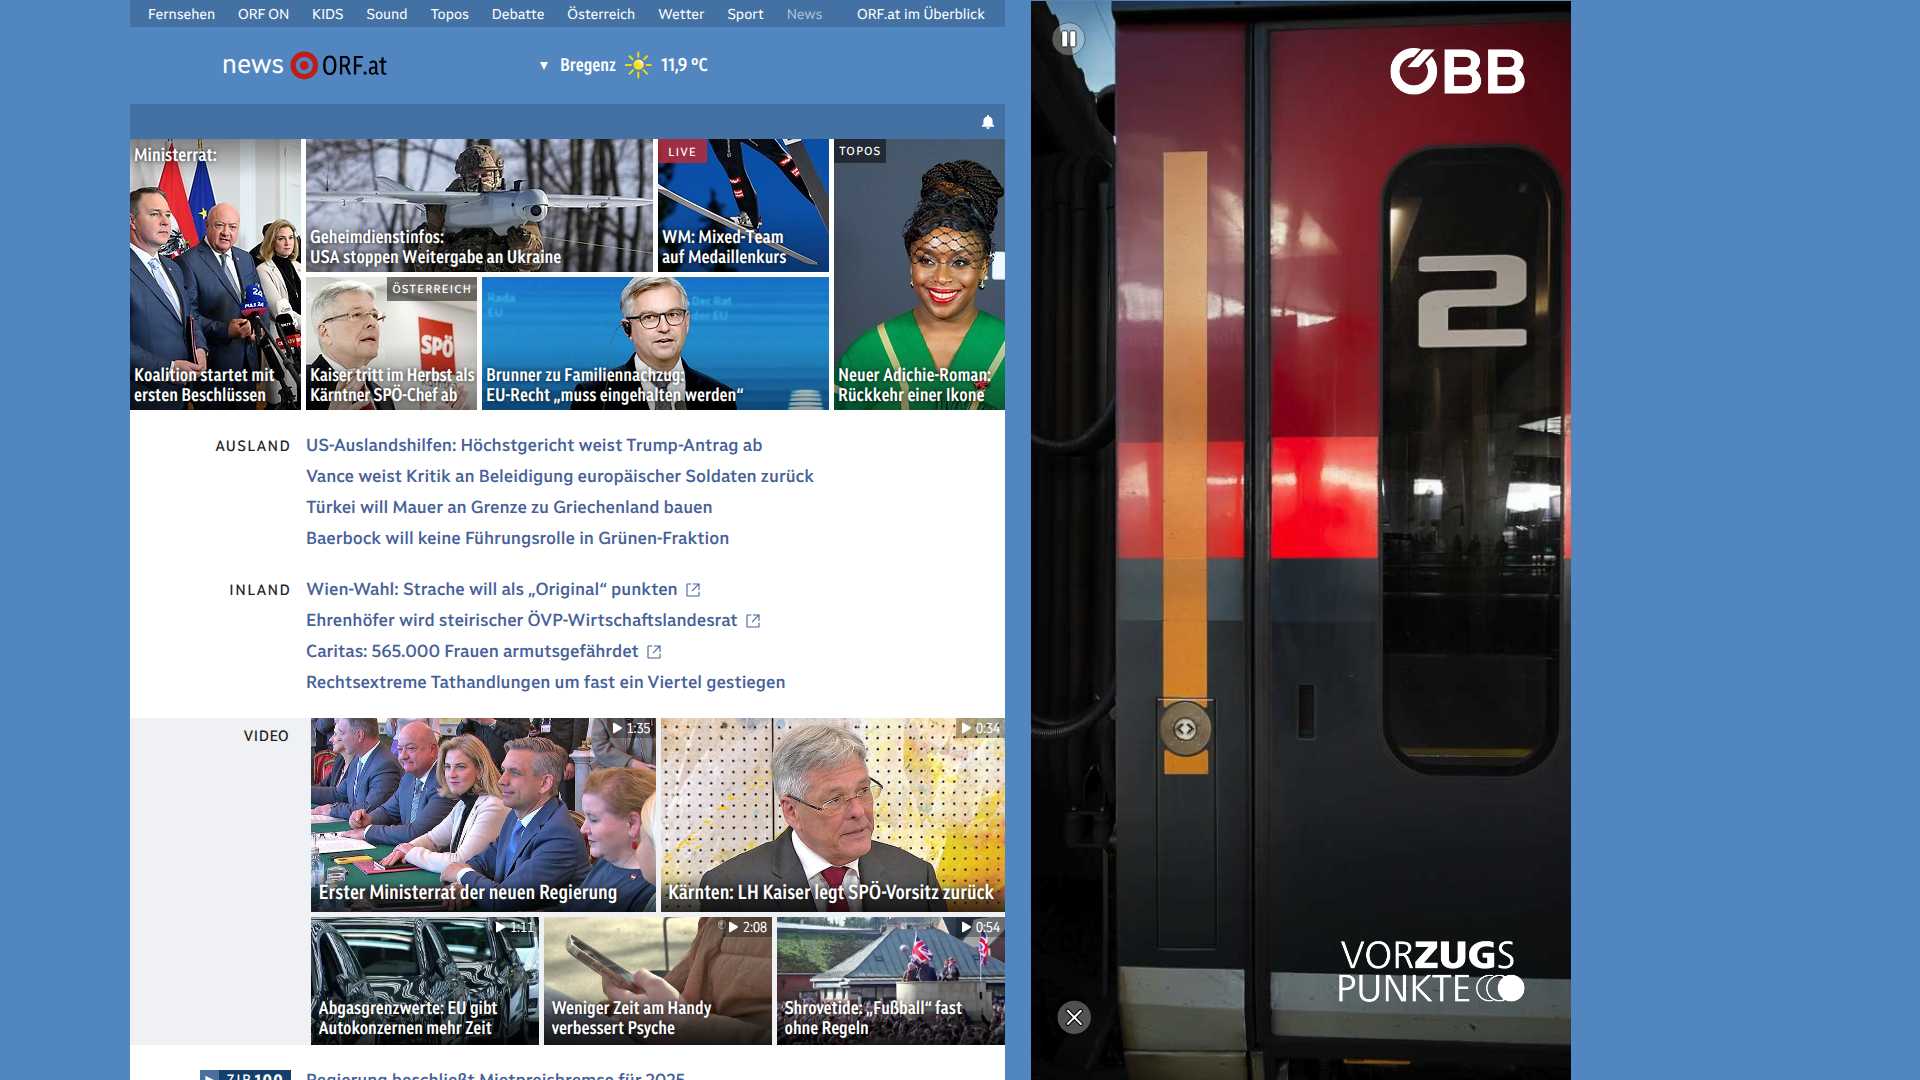 Fernsehen ORF ON KIDS Sound Topos Debatte Österreich Wetter Sport News ORF.at im Überblick
news ORF.at
Bregenz 11,9 °C
Ministerrat:
Koalition startet mit
ersten Beschlüssen
Geheimdienstinfos:
USA stoppen Weitergabe an Ukraine
LIVE
WM: Mixed-Team
auf Medaillenkurs
TOPOS
Neuer Adichie-Roman:
Rückkehr einer Ikone
ÖSTERREICH
SPÖ
Kaiser tritt im Herbst als
Kärntner SPÖ-Chef ab
Brunner zu Familiennachzug:
EU-Recht „muss eingehalten werden“
AUSLAND
US-Auslandshilfen: Höchstgericht weist Trump-Antrag ab
Vance weist Kritik an Beleidigung europäischer Soldaten zurück
Türkei will Mauer an Grenze zu Griechenland bauen
Baerbock will keine Führungsrolle in Grünen-Fraktion
INLAND
Wien-Wahl: Strache will als „Original“ punkten
Ehrenhöfer wird steirischer ÖVP-Wirtschaftslandesrat
Caritas: 565.000 Frauen armutsgefährdet
Rechtsextreme Tathandlungen um fast ein Viertel gestiegen
VIDEO
1:35
Erster Ministerrat der neuen Regierung
0:34
Kärnten: LH Kaiser legt SPÖ-Vorsitz zurück
1:11
Abgasgrenzwerte: EU gibt
Autokonzernen mehr Zeit
2:08
Weniger Zeit am Handy
verbessert Psyche
0:54
Shrovetide: „Fußball“ fast
ohne Regeln
ZIB 100
Regierung beschließt Mietpreisbremse für 2025
ÖBB
2
VORZUGS
PUNKTE